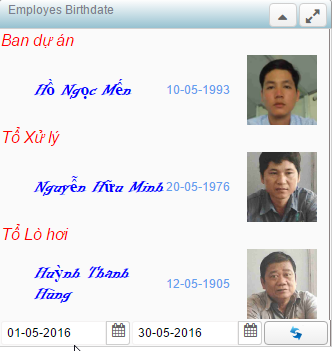 Employes Birthdate
Ban dự án
Hồ Ngọc Mến 10-05-1993
Tổ Xử lý
Nguyễn Hữu Minh 20-05-1976
Tổ Lò hơi
Huỳnh Thanh
Hùng 12-05-1905
01-05-2016 30-05-2016